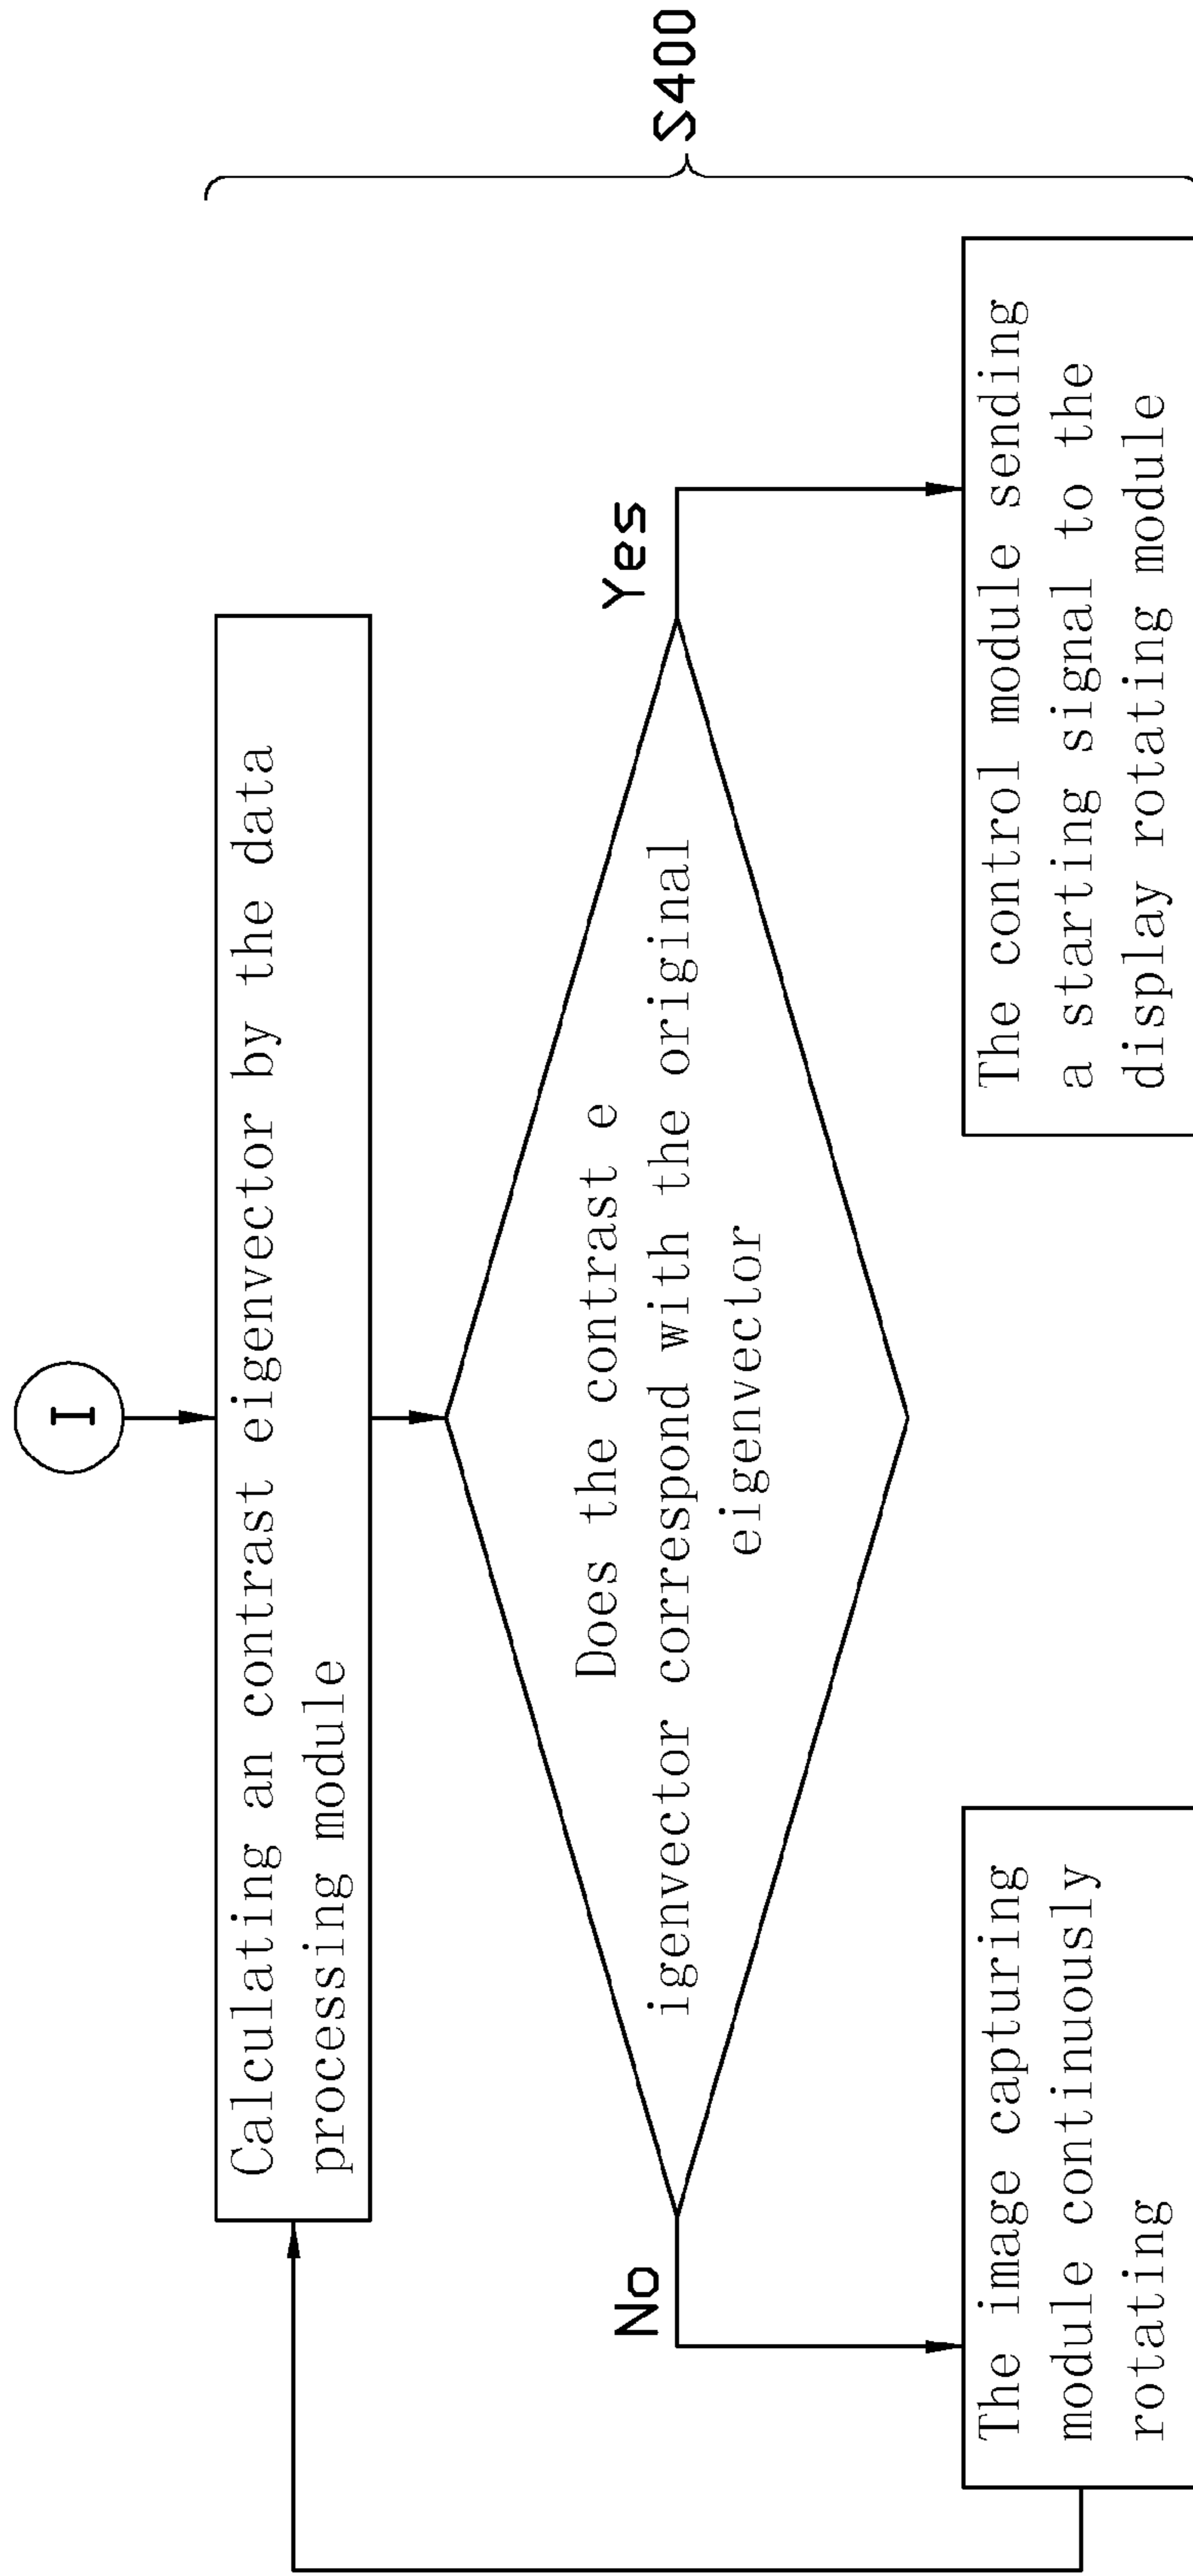 I
Calculating an contrast eigenvector by the data
processing module
Does the contrast e
igenvector correspond with the original
eigenvector
No
Yes
The image capturing
module continuously
rotating
The control module sending
a starting signal to the
display rotating module
S400